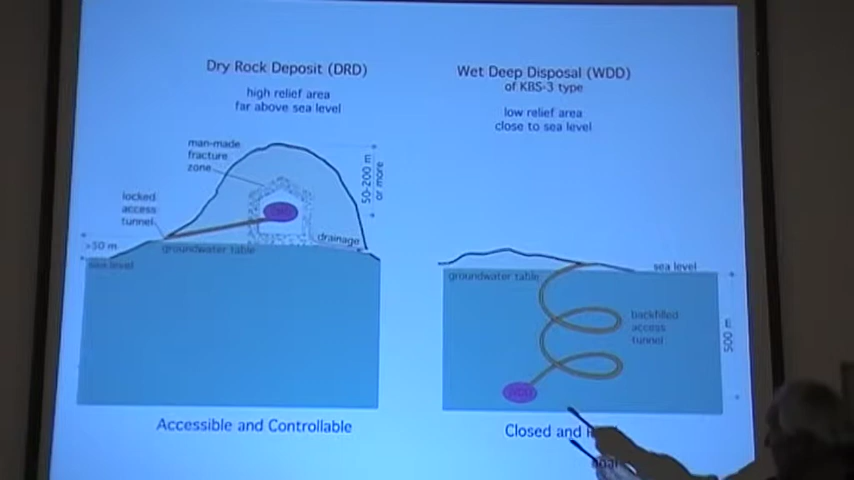 Dry Rock Deposit (DRD)
high relief area
far above sea level
man-made
fracture
zone
locked
access
tunnel
50-200 m
or more
>50 m
groundwater table
drainage
sea level
Accessible and Controllable
Wet Deep Disposal (WDD)
of KBS-3 type
low relief area
close to sea level
groundwater table
sea level
backfilled
access
tunnel
500 m
WDD
Closed and